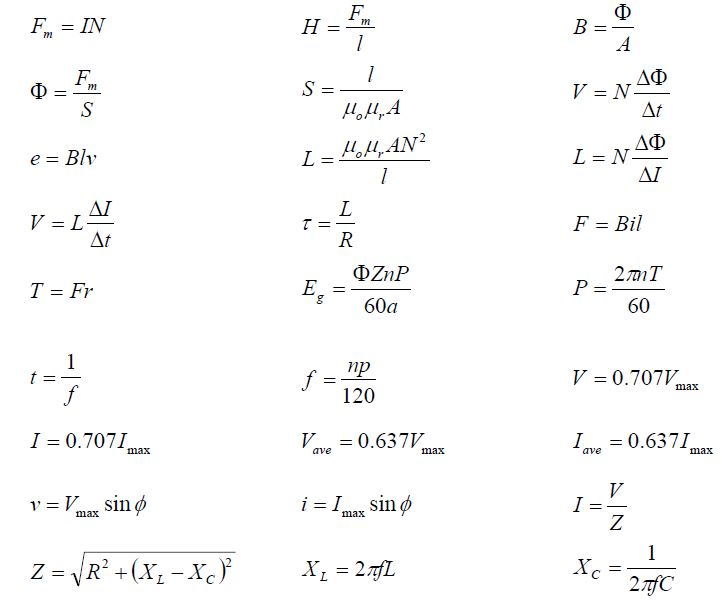 F_m = IN    H = F_m / l    B = Φ / A
Φ = F_m / S    S = l / μ_o μ_r A    V = N ΔΦ / Δt
e = Blv    L = μ_o μ_r AN² / l    L = N ΔΦ / ΔI
V = L ΔI / Δt    τ = L / R    F = Bil
T = Fr    E_g = ΦZnP / 60a    P = 2πnT / 60
t = 1 / f    f = np / 120    V = 0.707V_max
I = 0.707I_max    V_ave = 0.637V_max    I_ave = 0.637I_max
v = V_max sin ϕ    i = I_max sin ϕ    I = V / Z
Z = √(R² + (X_L − X_C)²)    X_L = 2πfL    X_C = 1 / 2πfC